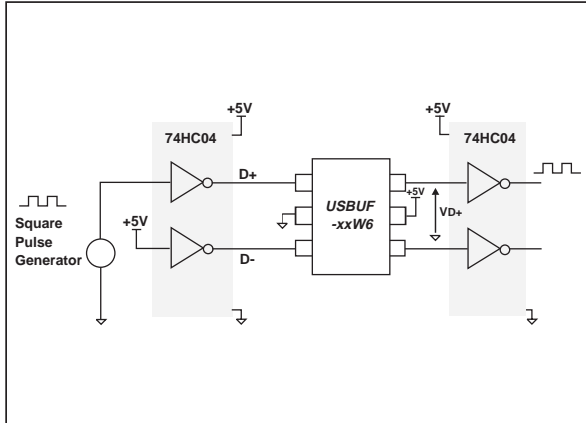 +5V
+5V
74HC04
74HC04
D+
USBUF
-xxW6
+5V
VD+
Square
Pulse
Generator
+5V
D-